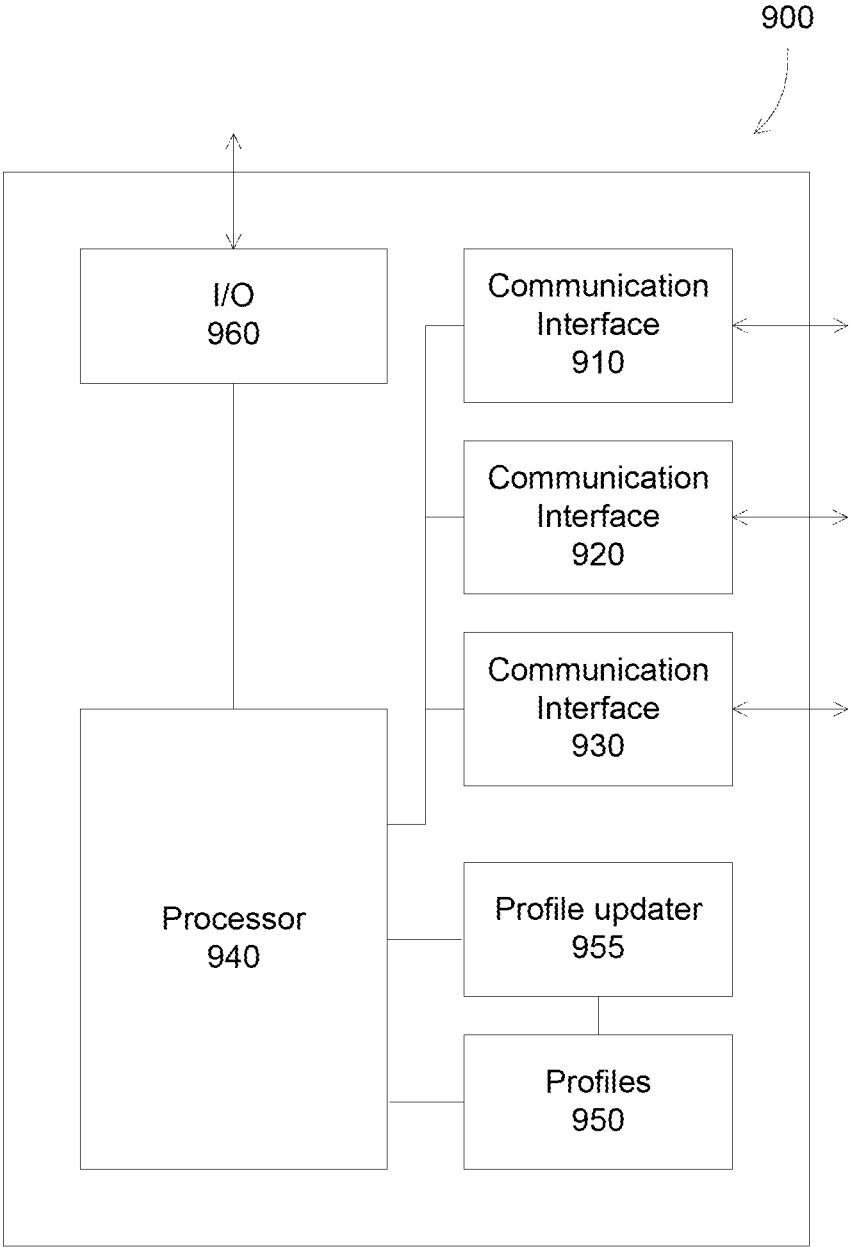 900
I/O
960
Communication
Interface
910
Communication
Interface
920
Communication
Interface
930
Processor
940
Profile updater
955
Profiles
950